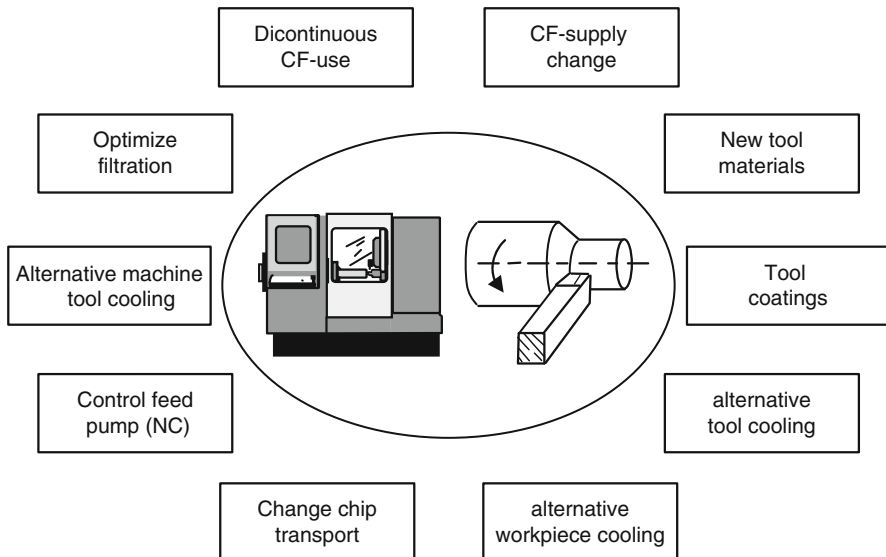 Dicontinuous
CF-use
CF-supply
change
Optimize
filtration
New tool
materials
Alternative machine
tool cooling
Tool
coatings
Control feed
pump (NC)
alternative
tool cooling
Change chip
transport
alternative
workpiece cooling